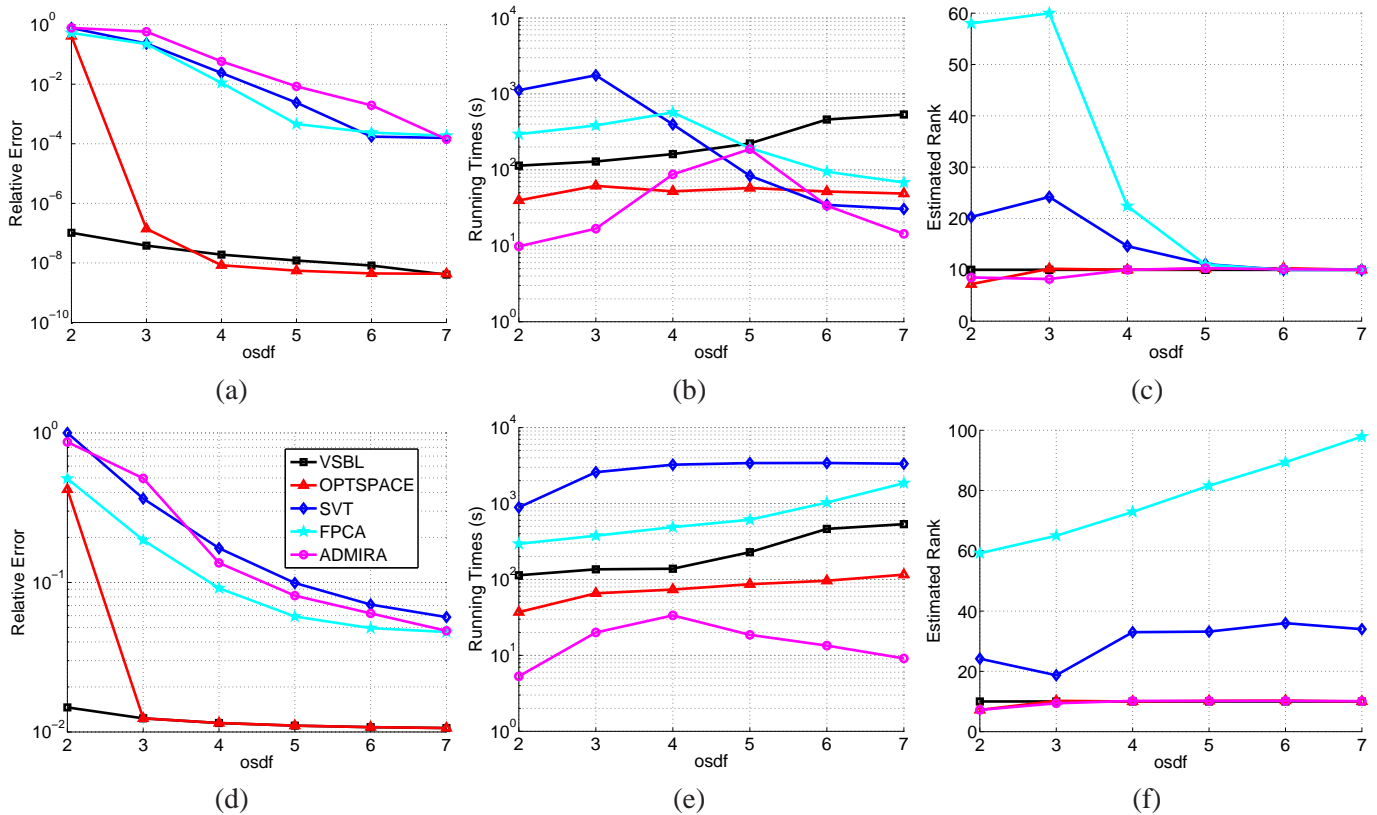 10^0
10^-2
10^-4
10^-6
10^-8
10^-10
Relative Error
2 3 4 5 6 7
osdf
(a)
10^4
10^3
10^2
10^1
10^0
Running Times (s)
2 3 4 5 6 7
osdf
(b)
60
50
40
30
20
10
0
Estimated Rank
2 3 4 5 6 7
osdf
(c)
10^0
10^-1
10^-2
Relative Error
VSBL
OPTSPACE
SVT
FPCA
ADMIRA
2 3 4 5 6 7
osdf
(d)
10^4
10^3
10^2
10^1
10^0
Running Times (s)
2 3 4 5 6 7
osdf
(e)
100
80
60
40
20
0
Estimated Rank
2 3 4 5 6 7
osdf
(f)